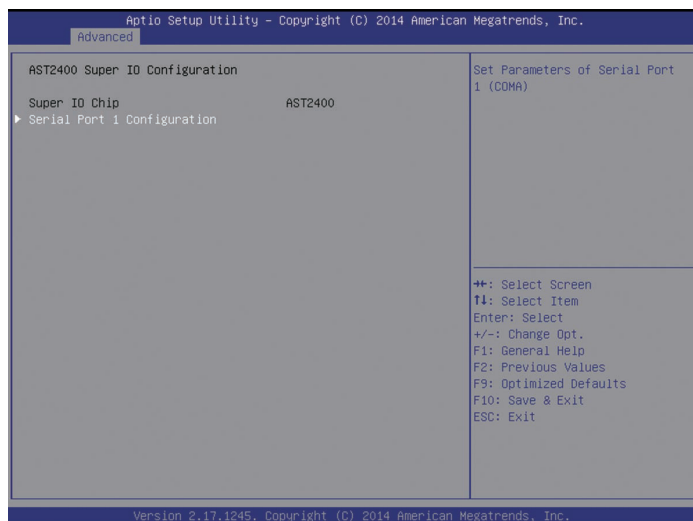 Aptio Setup Utility – Copyright (C) 2014 American Megatrends, Inc.
Advanced
AST2400 Super IO Configuration
Super IO Chip AST2400
▶ Serial Port 1 Configuration
Set Parameters of Serial Port
1 (COMA)
→←: Select Screen
↑↓: Select Item
Enter: Select
+/-: Change Opt.
F1: General Help
F2: Previous Values
F9: Optimized Defaults
F10: Save & Exit
ESC: Exit
Version 2.17.1245. Copyright (C) 2014 American Megatrends, Inc.